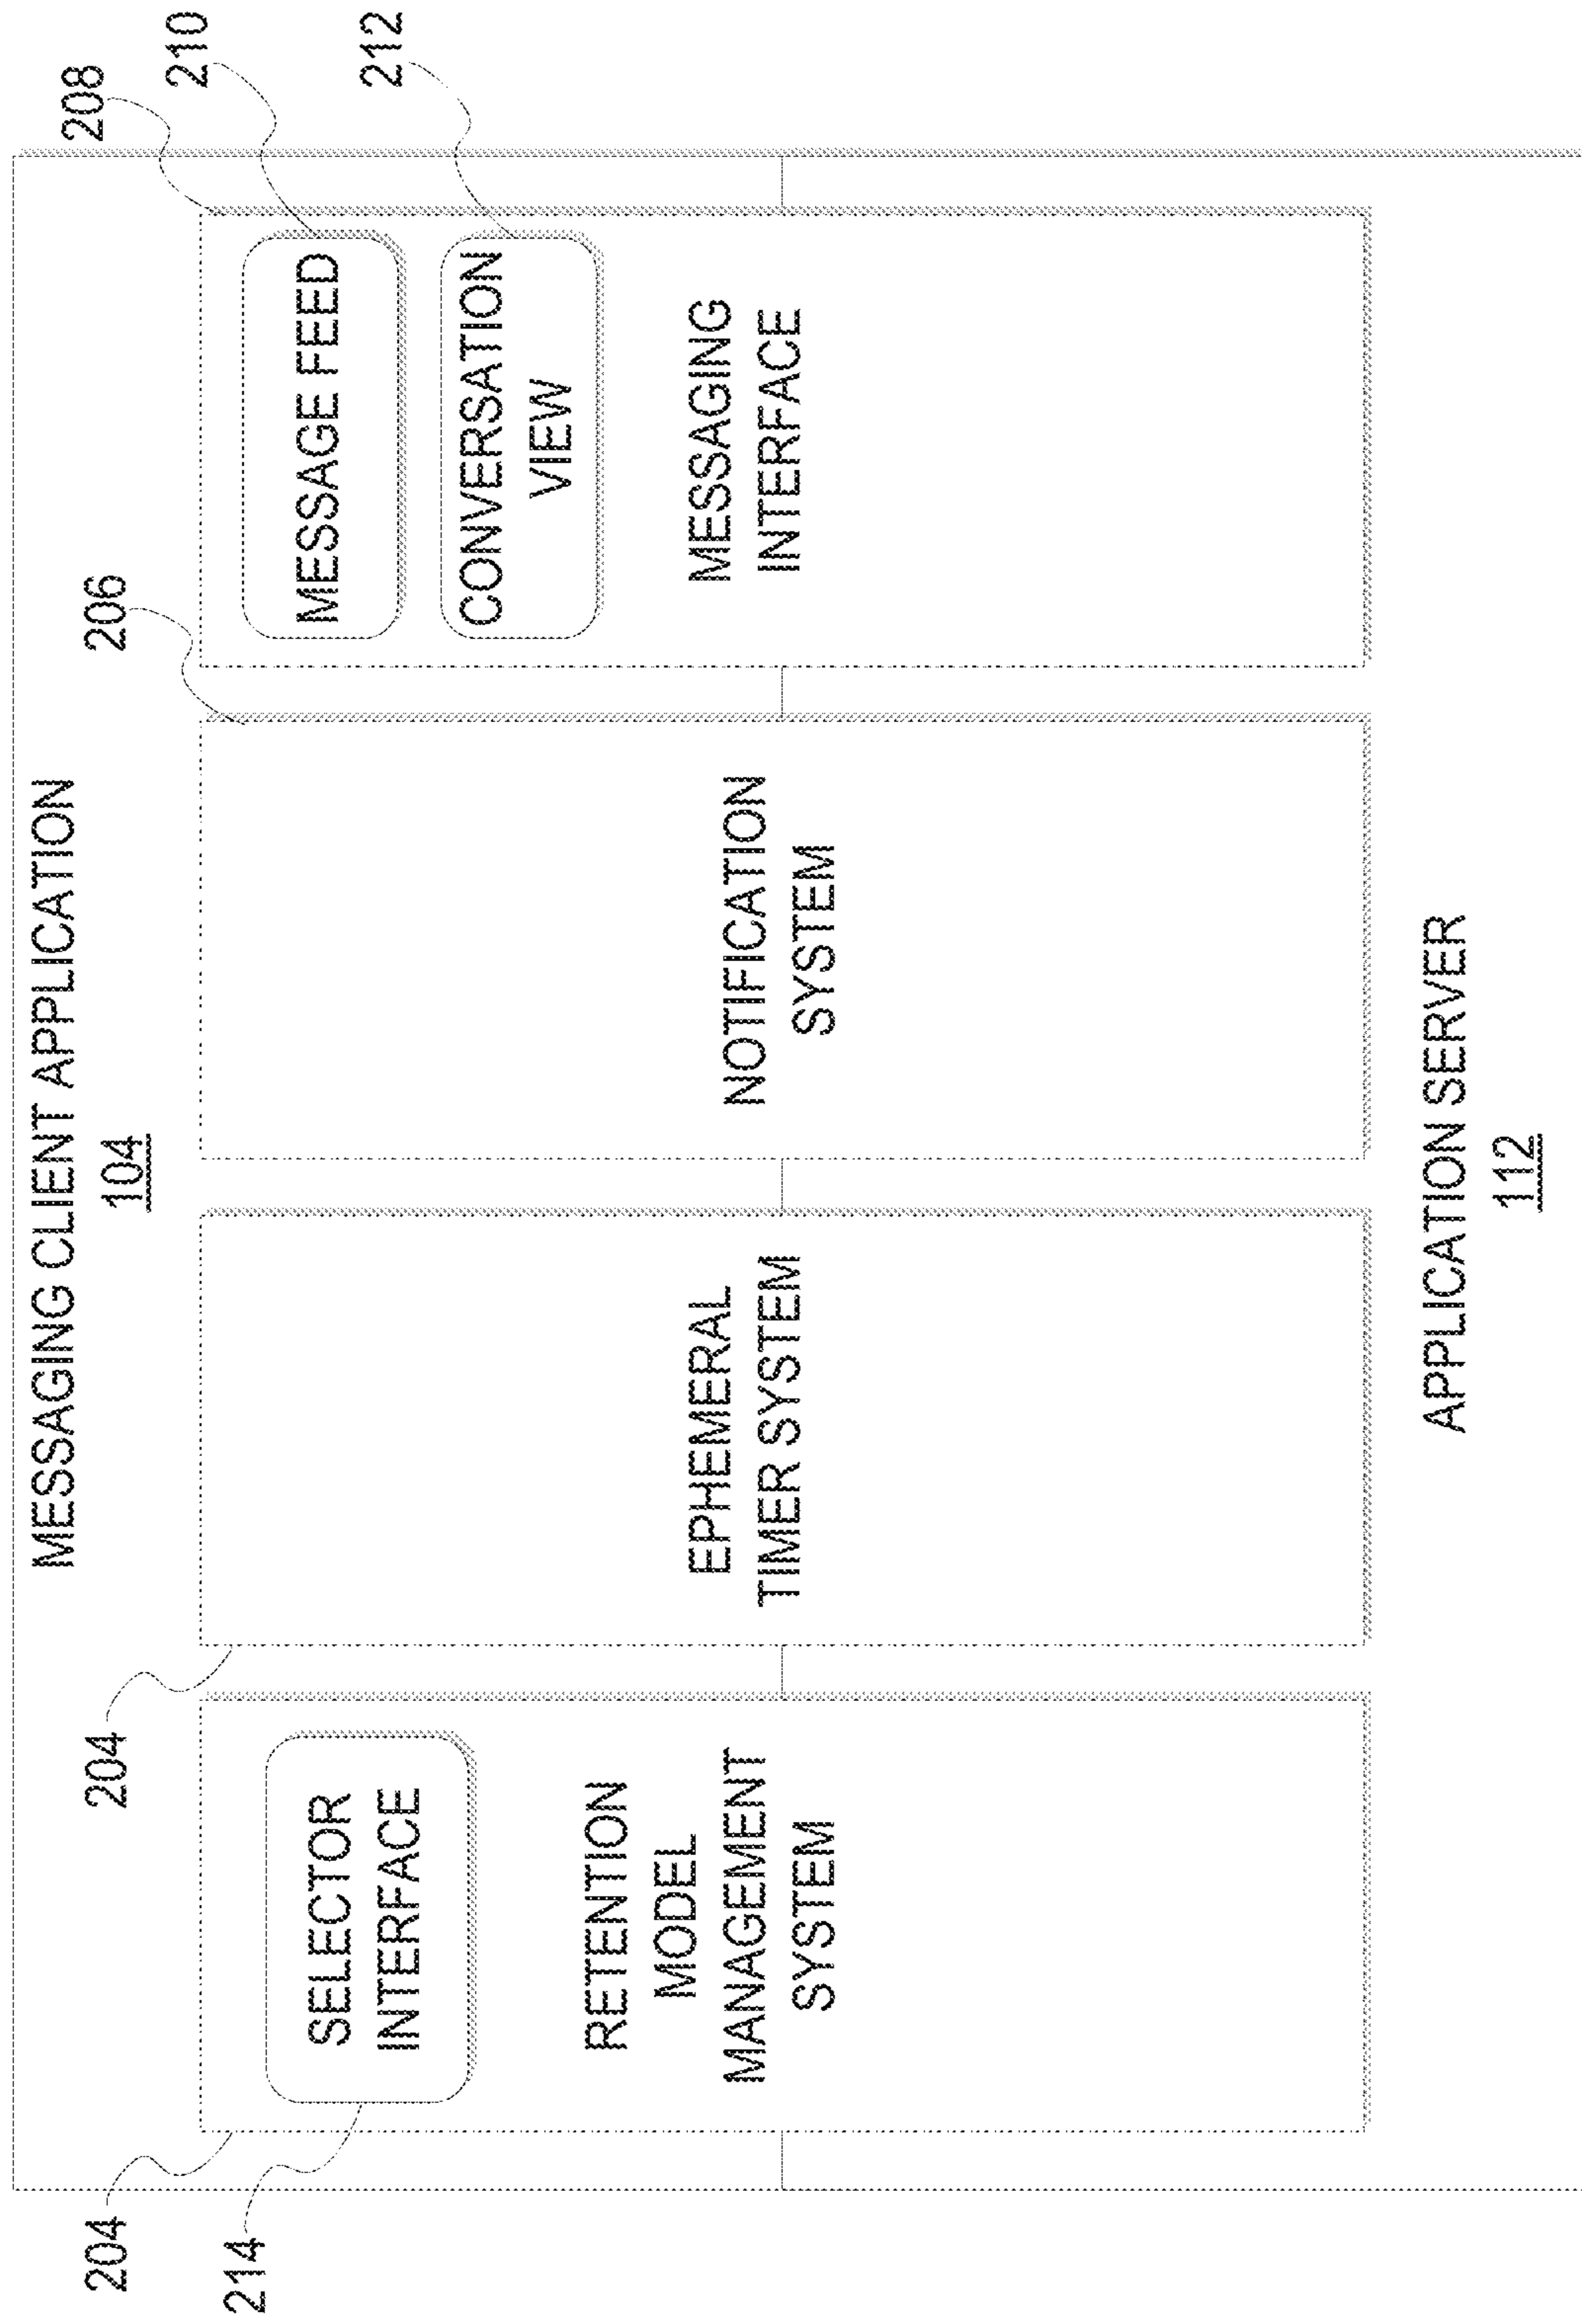 MESSAGING CLIENT APPLICATION
104
204
214
SELECTOR
INTERFACE
RETENTION
MODEL
MANAGEMENT
SYSTEM
204
EPHEMERAL
TIMER SYSTEM
206
NOTIFICATION
SYSTEM
208
210
212
MESSAGE FEED
CONVERSATION
VIEW
MESSAGING
INTERFACE
APPLICATION SERVER
112